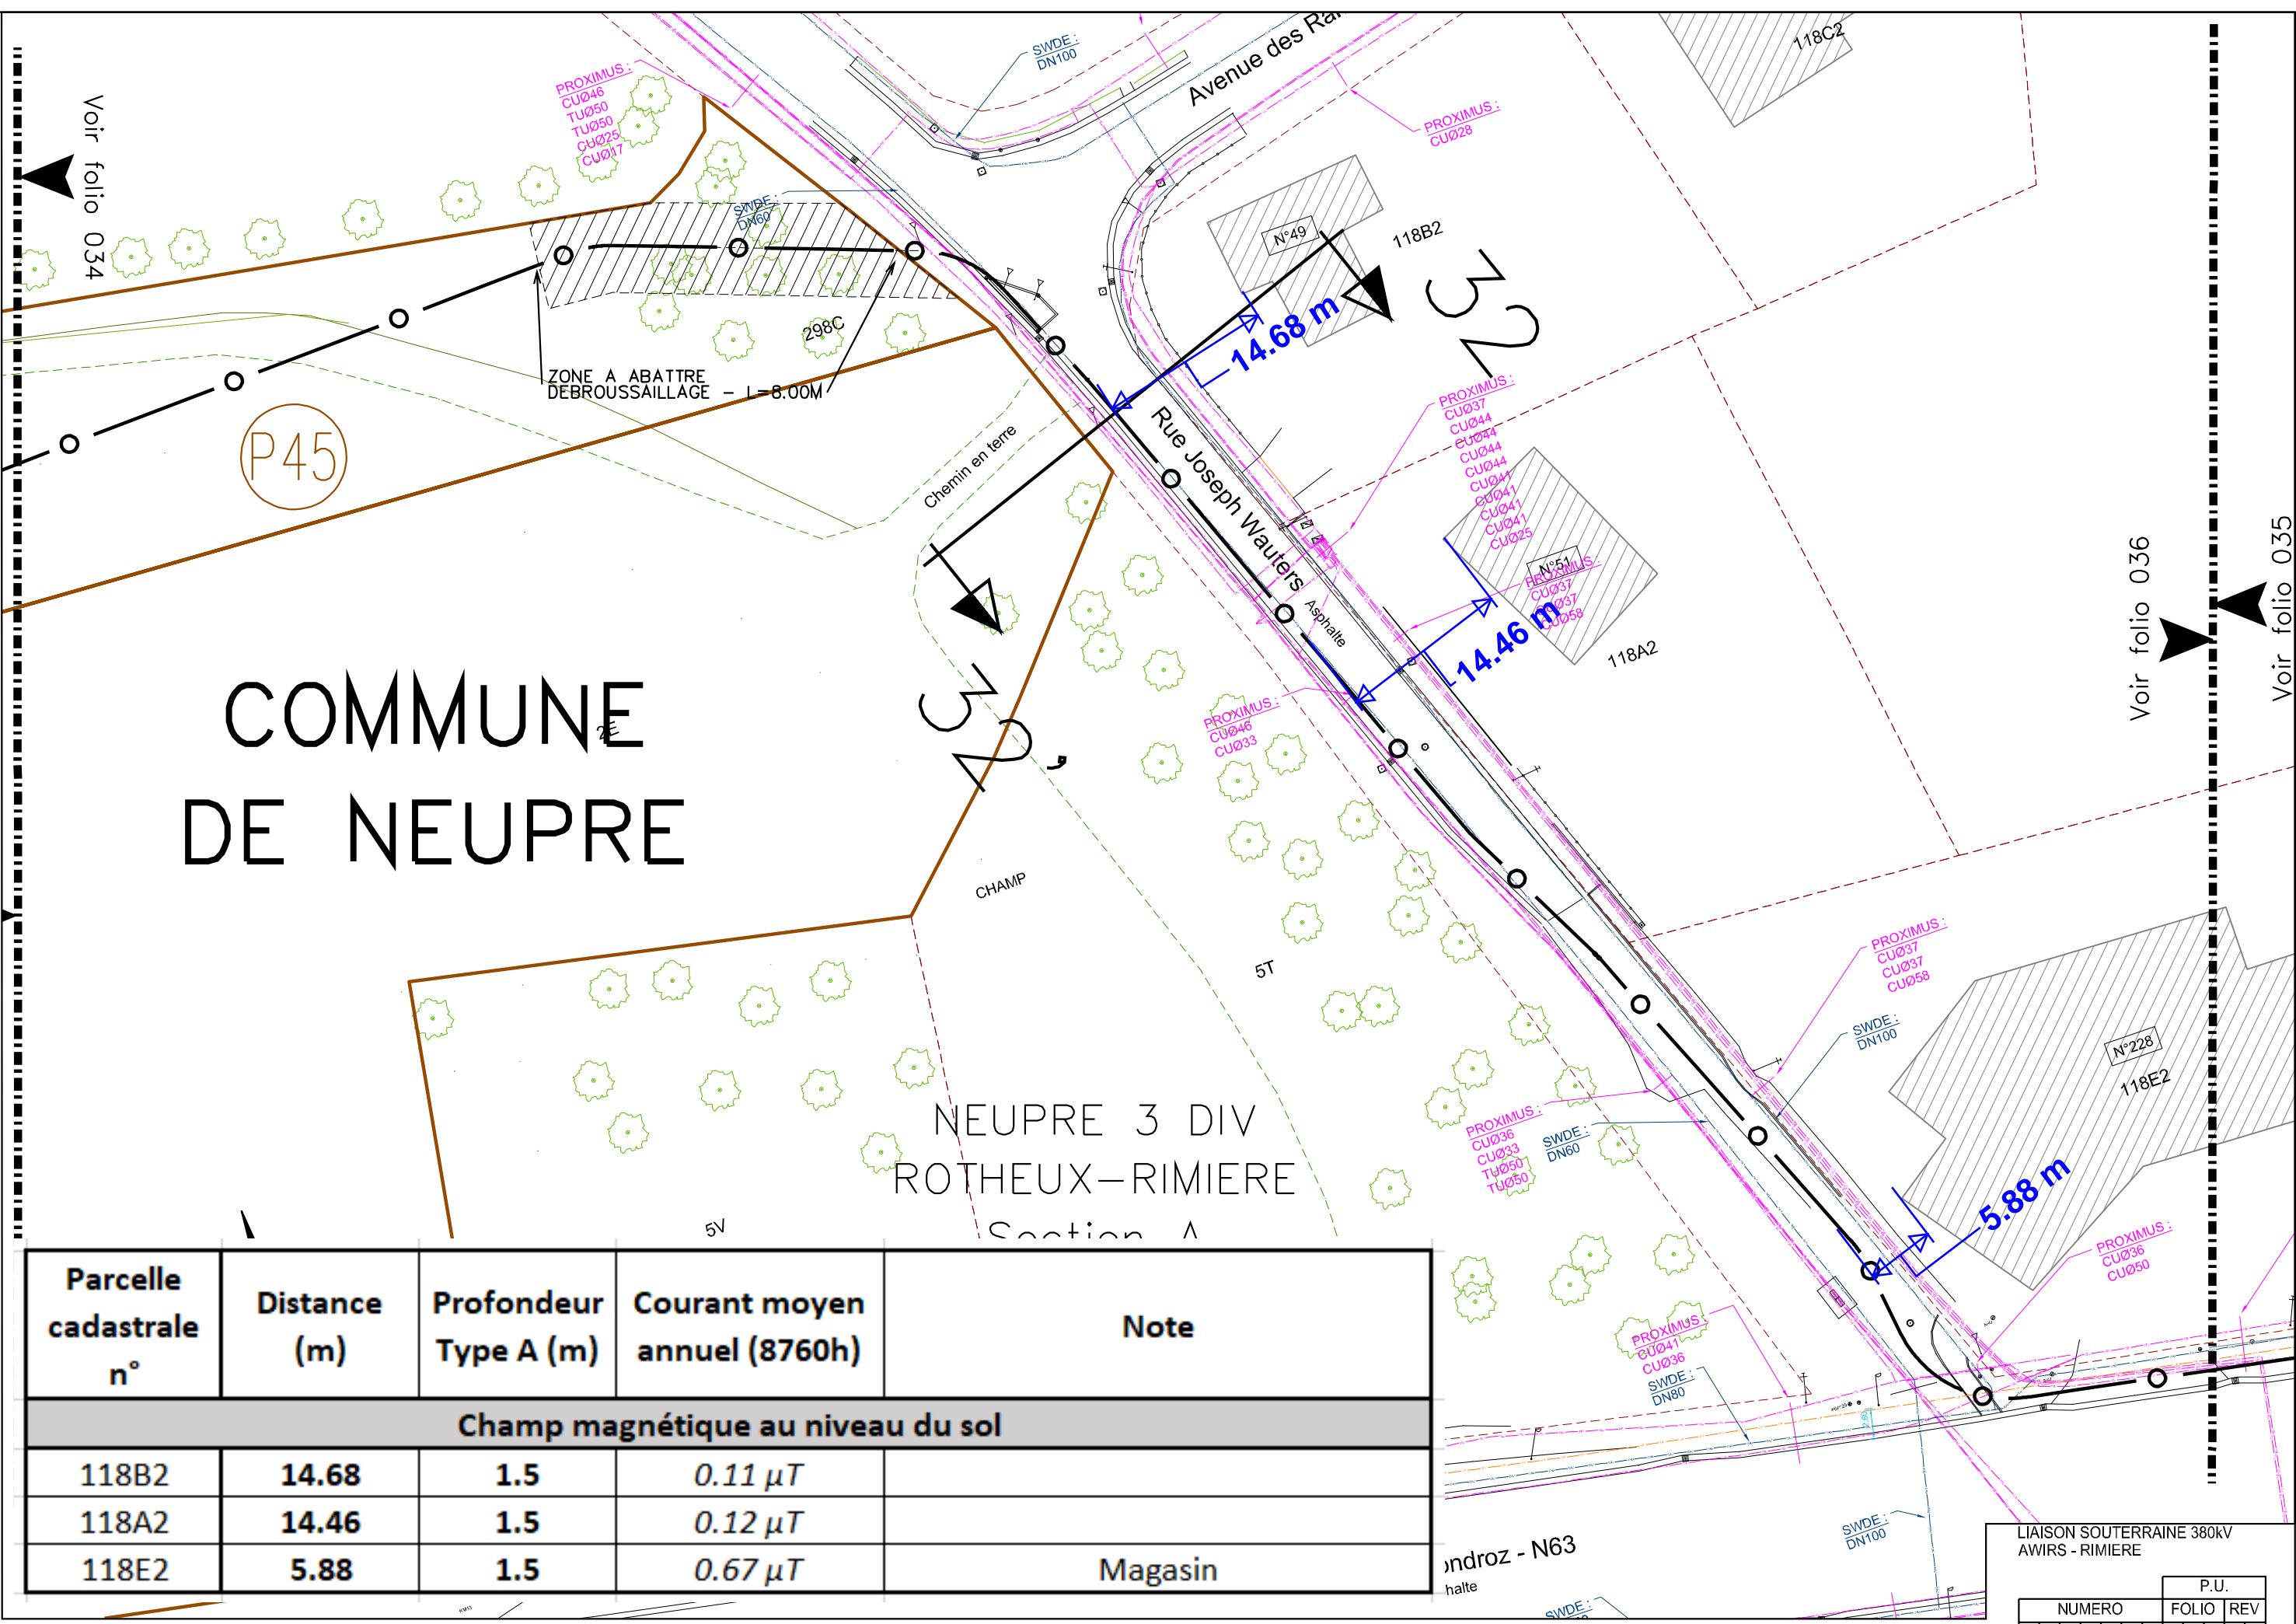 Voir folio 034
PROXIMUS :
CUØ46
TUØ50
TUØ50
CUØ25
CUØ17
SWDE :
DN100
Avenue des Ra
118C2
PROXIMUS :
CUØ28
SWDE :
DN60
N°49
118B2
32
14.68 m
298C
ZONE A ABATTRE
DEBROUSSAILLAGE - L=8.00M
P45
Chemin en terre
Rue Joseph Wauters
Asphalte
PROXIMUS :
CUØ37
CUØ44
CUØ44
CUØ44
CUØ44
CUØ41
CUØ41
CUØ41
CUØ41
CUØ25
N°51
PROXIMUS :
CUØ37
CUØ37
CUØ58
14.46 m
118A2
Voir folio 036
Voir folio 035
COMMUNE
DE NEUPRE
2E
32'
PROXIMUS :
CUØ46
CUØ33
CHAMP
5T
PROXIMUS :
CUØ37
CUØ37
CUØ58
SWDE :
DN100
N°228
118E2
NEUPRE 3 DIV
ROTHEUX-RIMIERE
Section A
5V
PROXIMUS :
CUØ36
CUØ33
TUØ50
TUØ50
SWDE :
DN60
5.88 m
PROXIMUS :
CUØ36
CUØ50
PROXIMUS :
CUØ41
CUØ36
SWDE :
DN80
2.60
Parcelle cadastrale n° Distance (m) Profondeur Type A (m) Courant moyen annuel (8760h) Note
Champ magnétique au niveau du sol
118B2 14.68 1.5 0.11 µT
118A2 14.46 1.5 0.12 µT
118E2 5.88 1.5 0.67 µT Magasin
ondroz - N63
halte
SWDE :
DN100
SWDE :
LIAISON SOUTERRAINE 380kV
AWIRS - RIMIERE
P.U.
NUMERO FOLIO REV